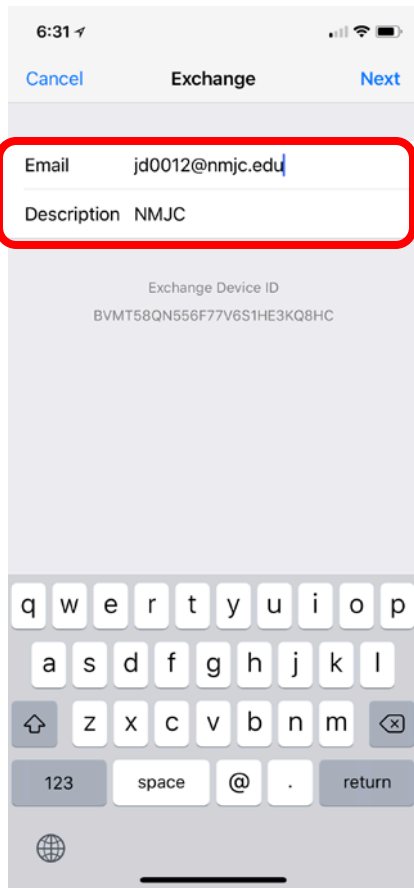 6:31
Cancel Exchange Next
Email jd0012@nmjc.edu
Description NMJC
Exchange Device ID
BVMT58QN556F77V6S1HE3KQ8HC
q w e r t y u i o p
a s d f g h j k l
z x c v b n m
123 space @ . return